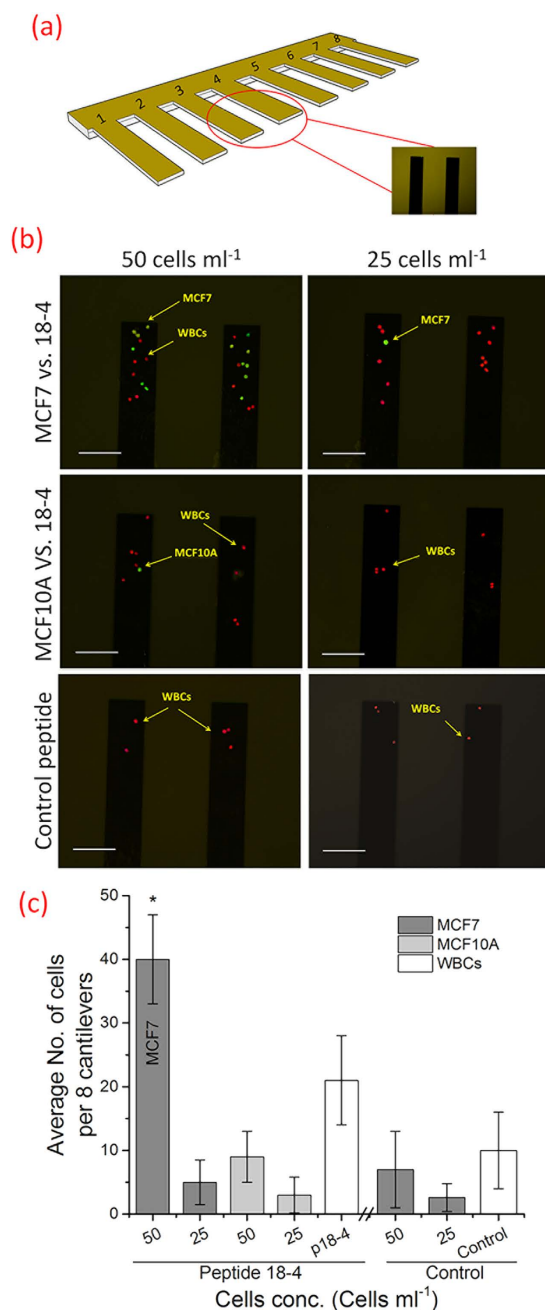 (a)
1 2 3 4 5 6 7 8
(b)
50 cells ml⁻¹ 25 cells ml⁻¹
MCF7 vs. 18-4
MCF7
WBCs
MCF7
MCF10A VS. 18-4
WBCs
MCF10A
WBCs
Control peptide
WBCs
WBCs
(c)
Average No. of cells
per 8 cantilevers
50
40
30
20
10
0
*
MCF7
MCF7
MCF10A
WBCs
50 25 50 25 p18-4 50 25 Control
Peptide 18-4 Control
Cells conc. (Cells ml⁻¹)